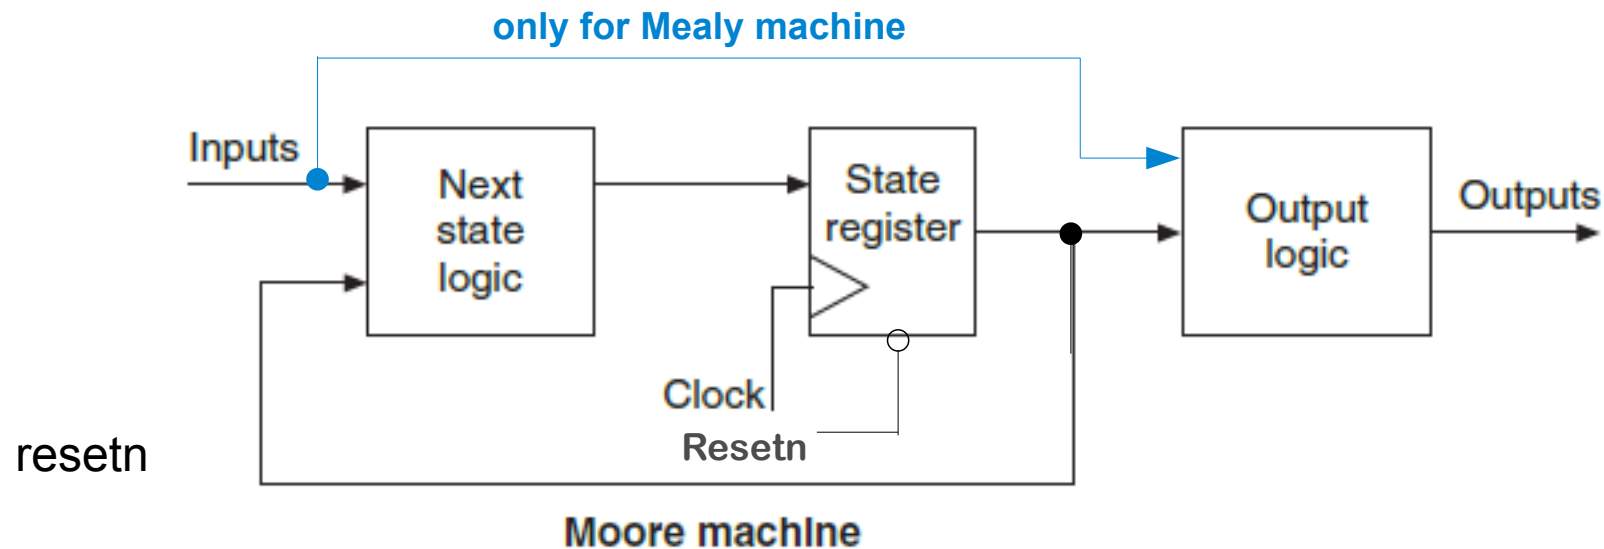 only for Mealy machine
Inputs
Next
state
logic
State
register
Output
logic
Outputs
Clock
Resetn
resetn
Moore machine